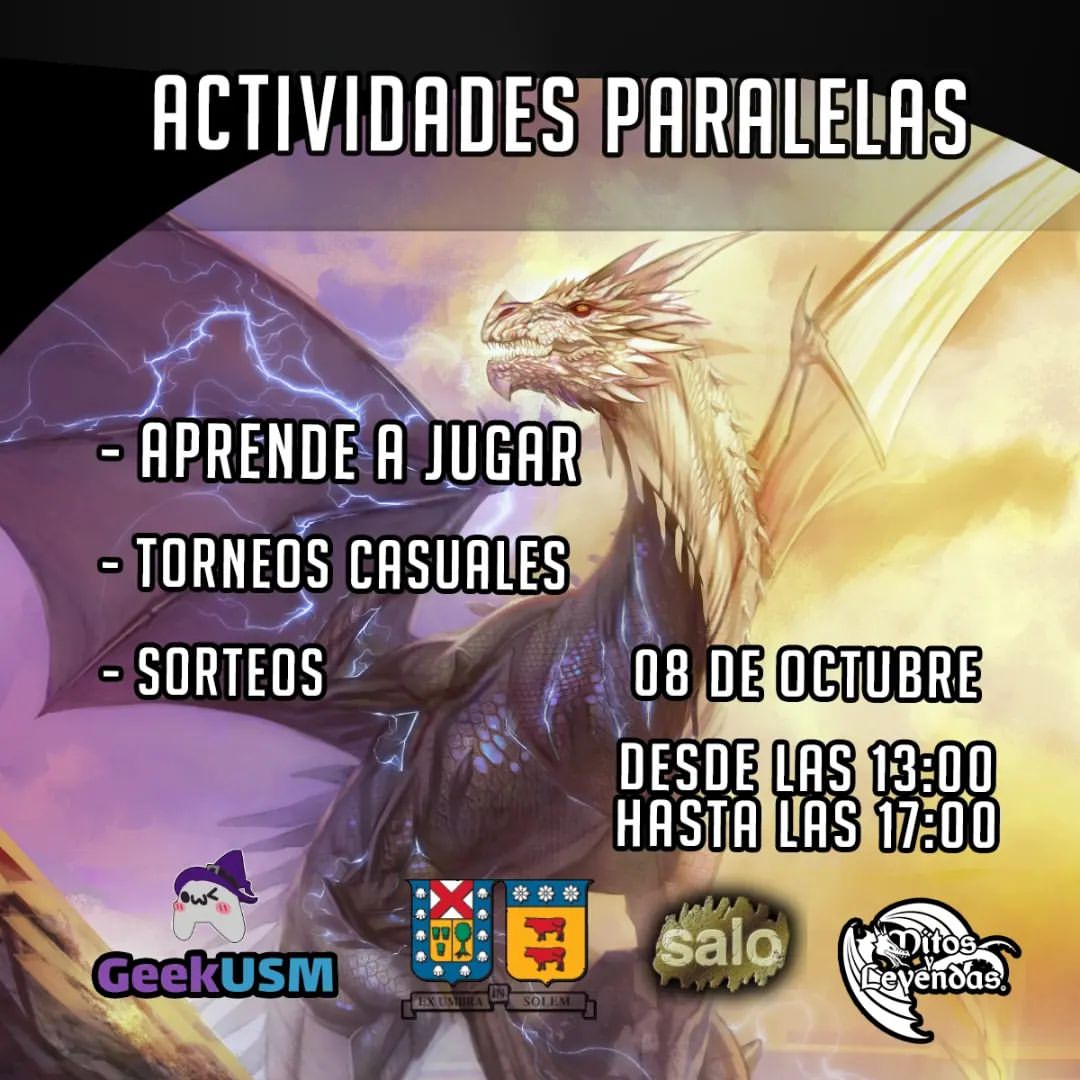 ACTIVIDADES PARALELAS
- APRENDE A JUGAR
- TORNEOS CASUALES
- SORTEOS
08 DE OCTUBRE
DESDE LAS 13:00
HASTA LAS 17:00
GeekUSM
EX UMBRA IN SOLEM
salo
Mitos
y
Leyendas.